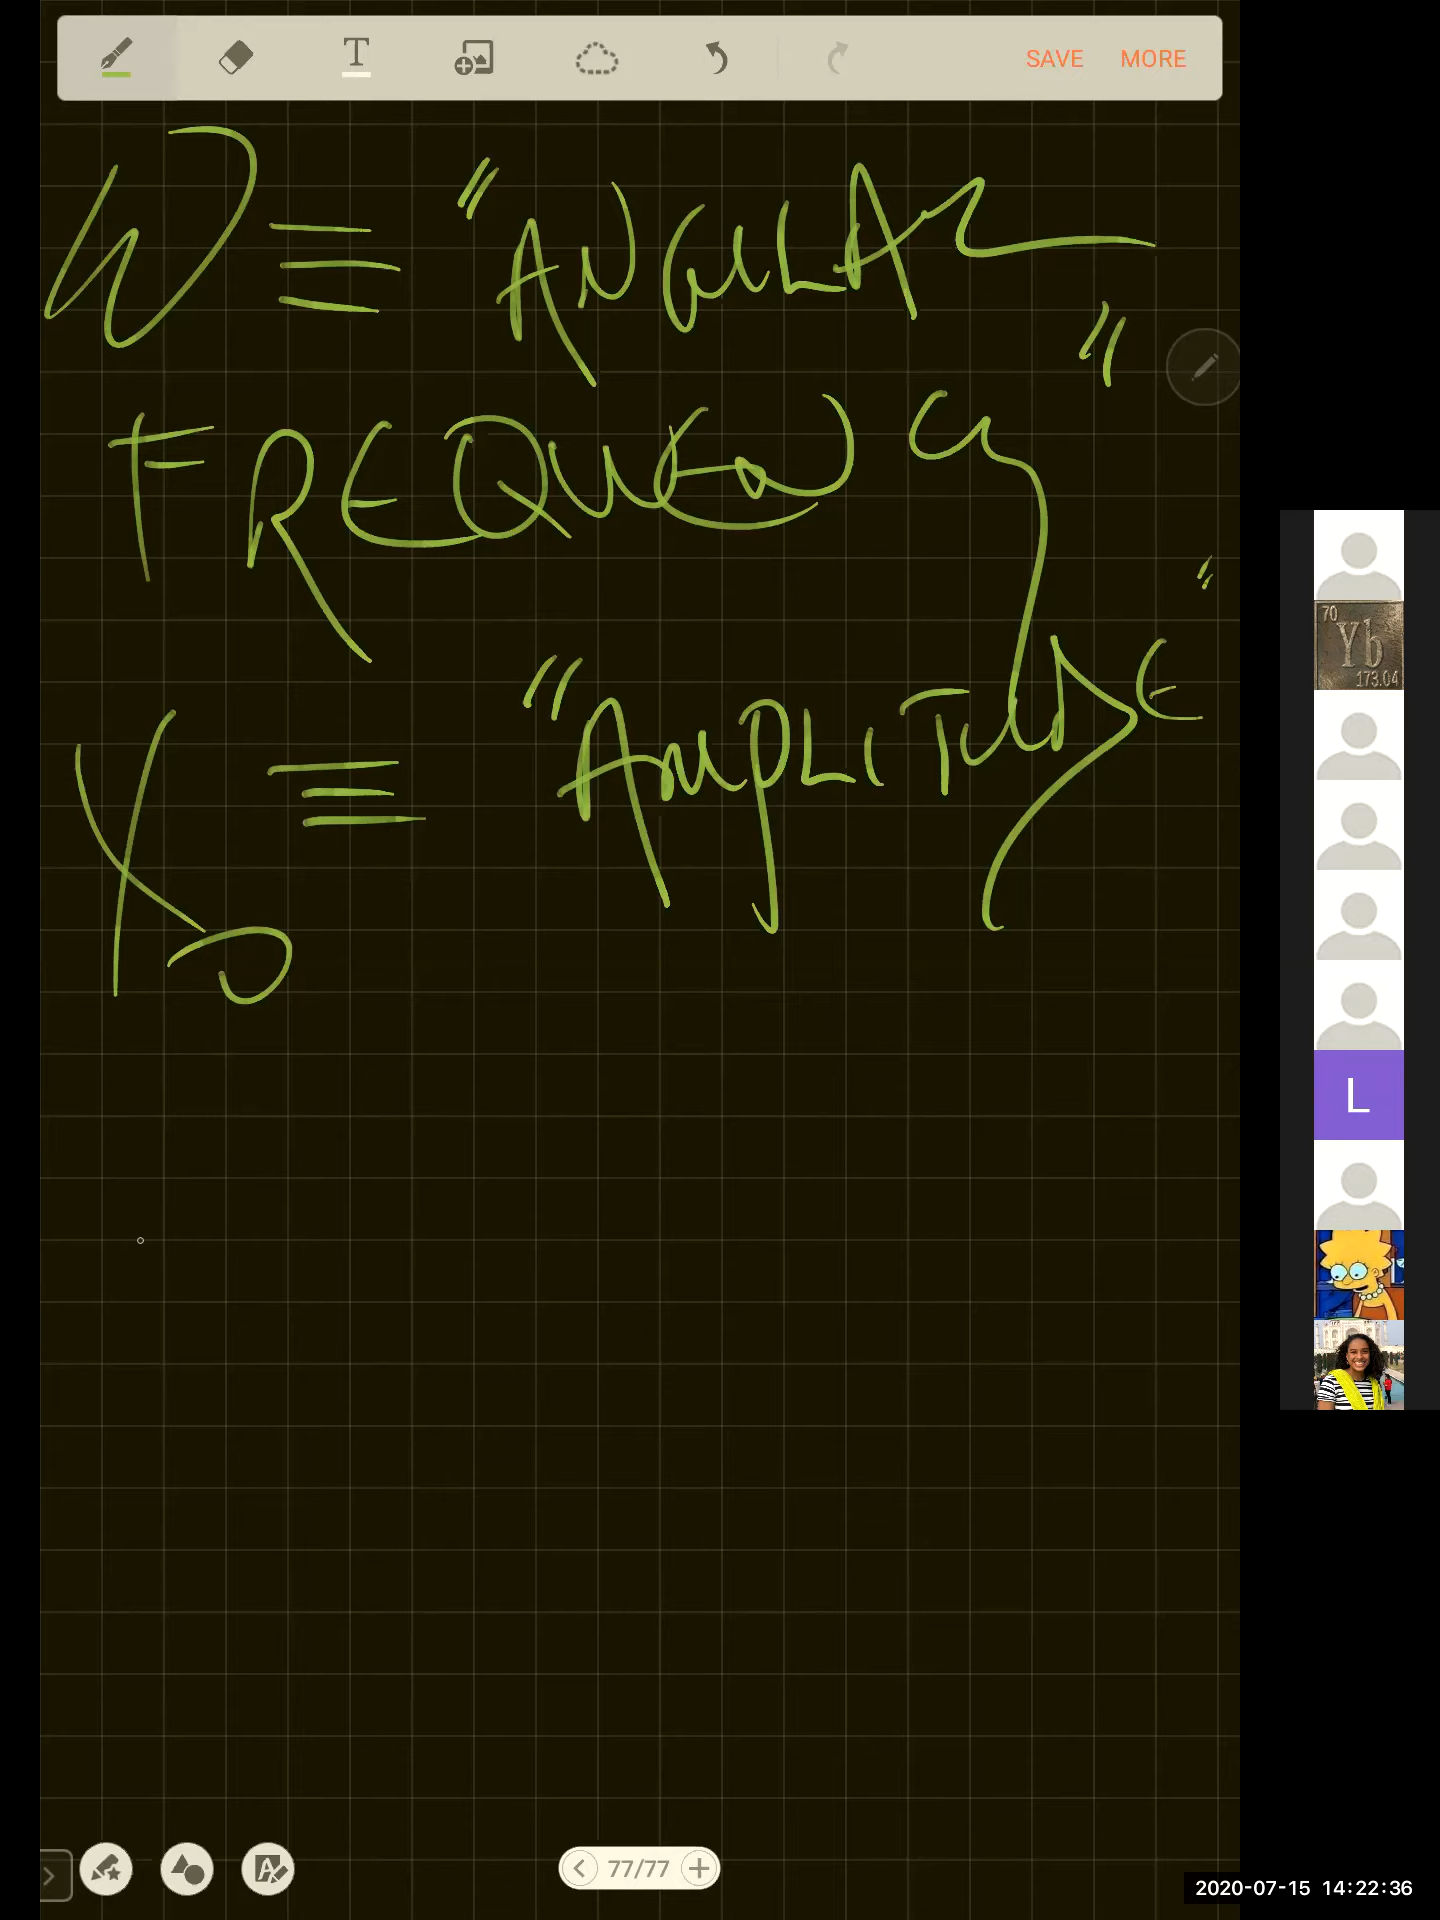 SAVE MORE
W ≡ "ANGULAR
FREQUENCY"
X₀ ≡ "AMPLITUDE"
70
Yb
173.04
L
77/77
2020-07-15 14:22:36